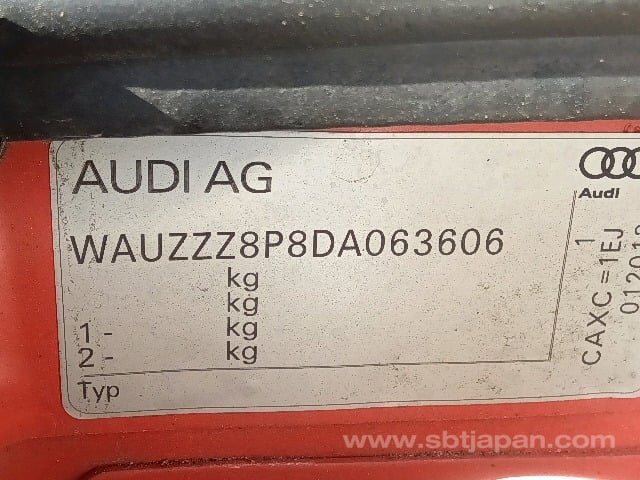 AUDI AG
Audi
WAUZZZ8P8DA063606
kg
kg
1 - kg
2 - kg
Typ
1
CAXC = 1EJ
www.sbtjapan.com